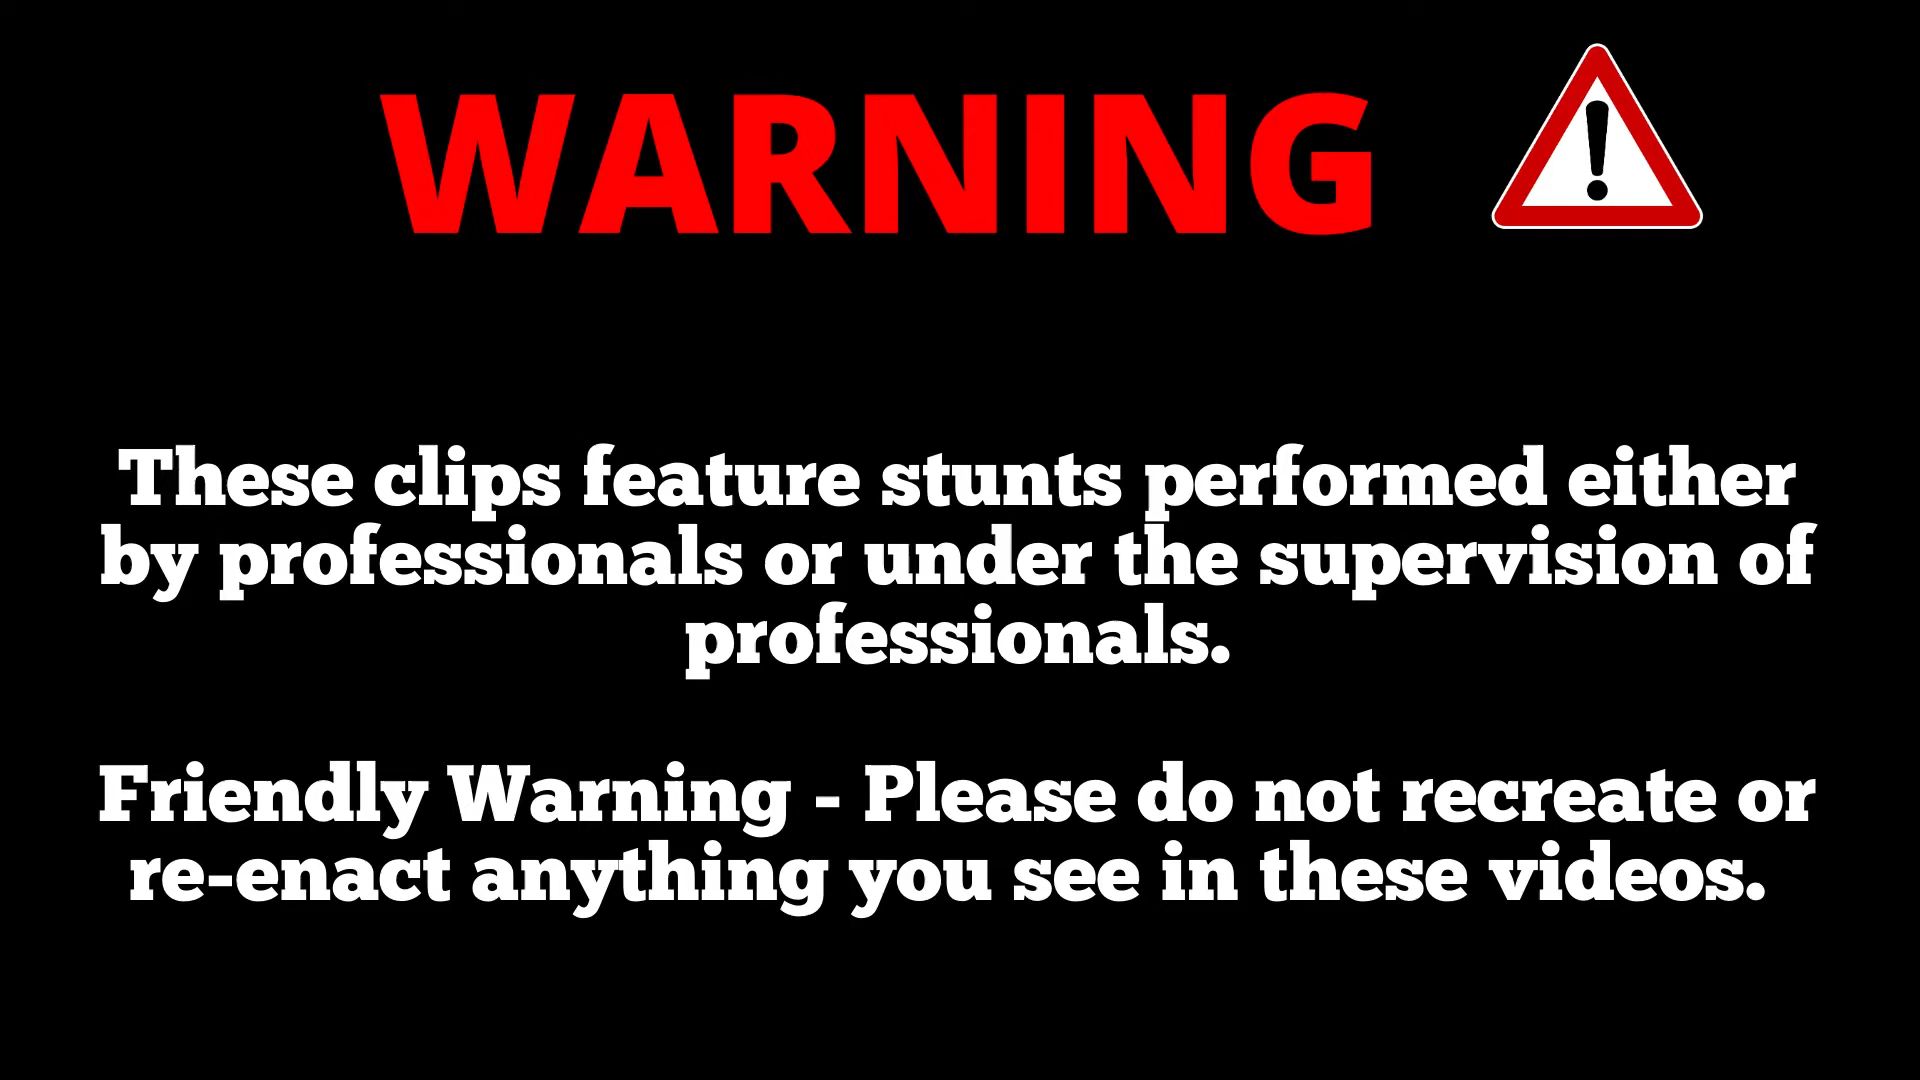 WARNING
These clips feature stunts performed either
by professionals or under the supervision of
professionals.
Friendly Warning - Please do not recreate or
re-enact anything you see in these videos.